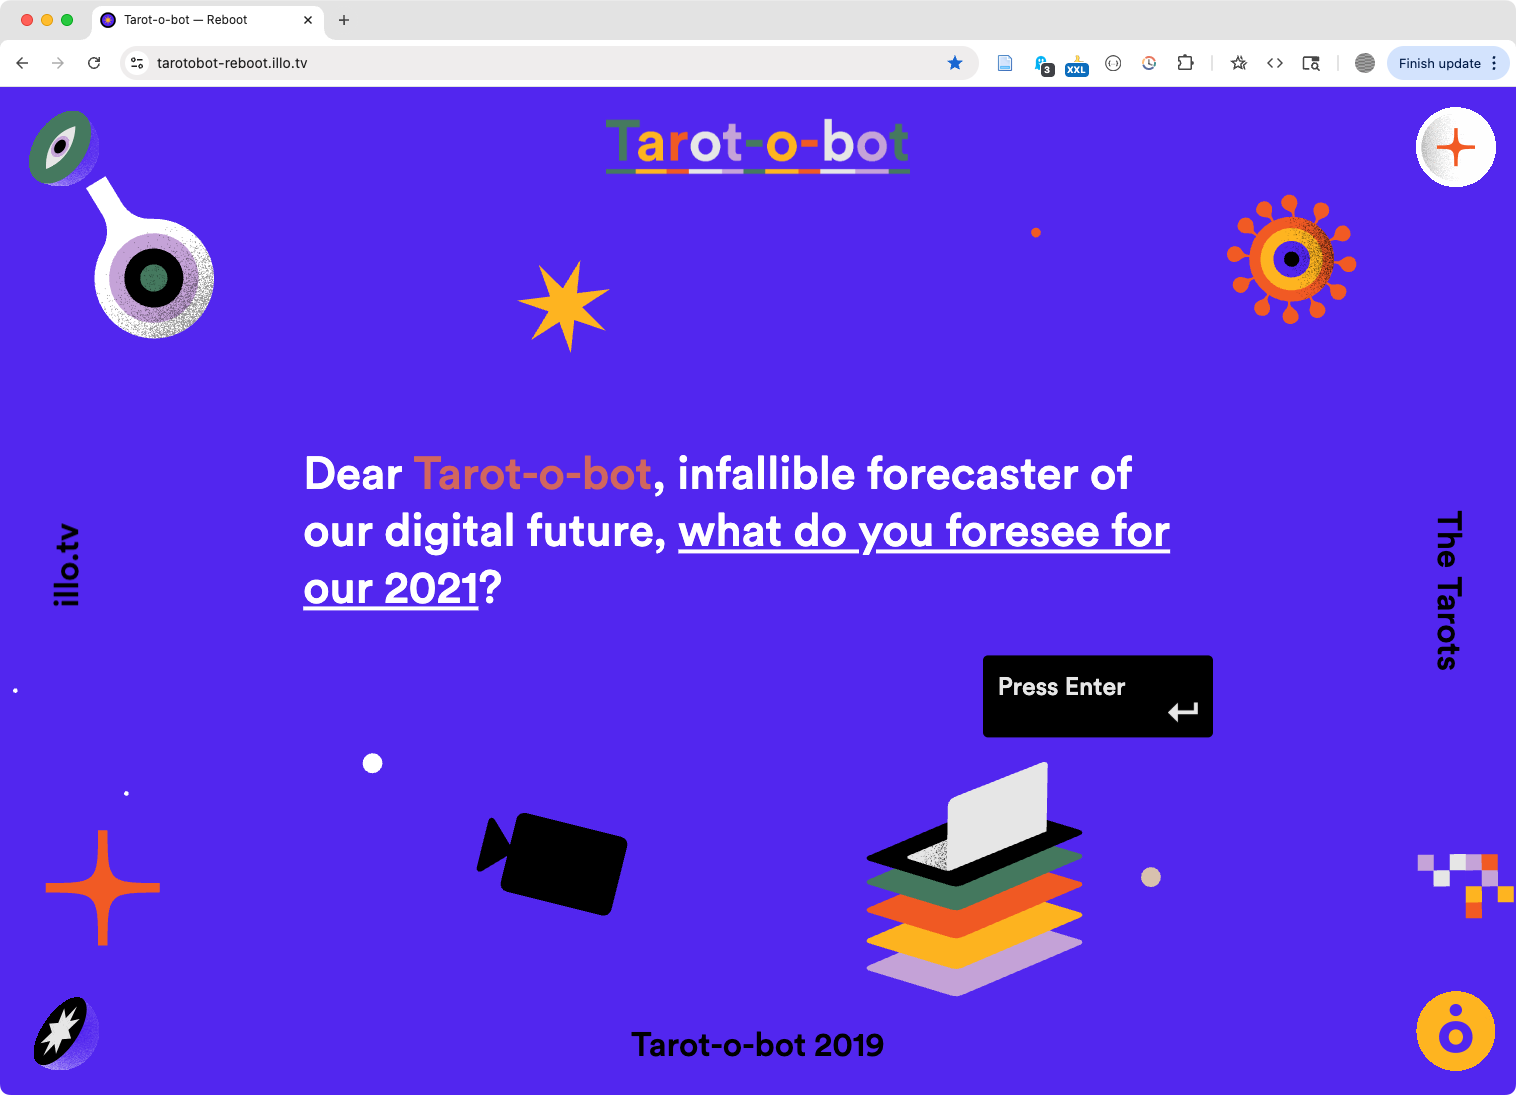 Tarot-o-bot — Reboot
tarotobot-reboot.illo.tv
3
XXL
Finish update
Tarot-o-bot
Dear Tarot-o-bot, infallible forecaster of
our digital future, what do you foresee for
our 2021?
illo.tv
The Tarots
Press Enter
Tarot-o-bot 2019